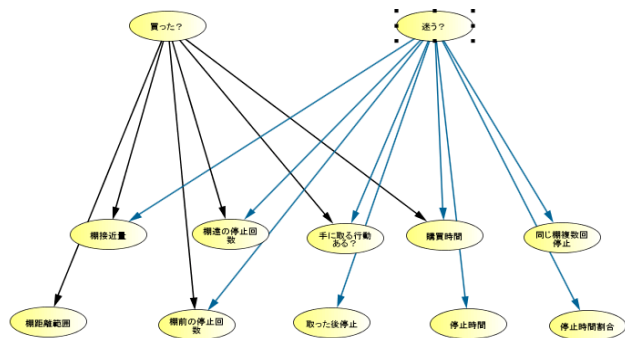 買った？
迷う？
棚接近量
棚遠の停止回
数
手に取る行動
ある？
購買時間
同じ棚複数回
停止
棚距離範囲
棚前の停止回
数
取った後停止
停止時間
停止時間割合